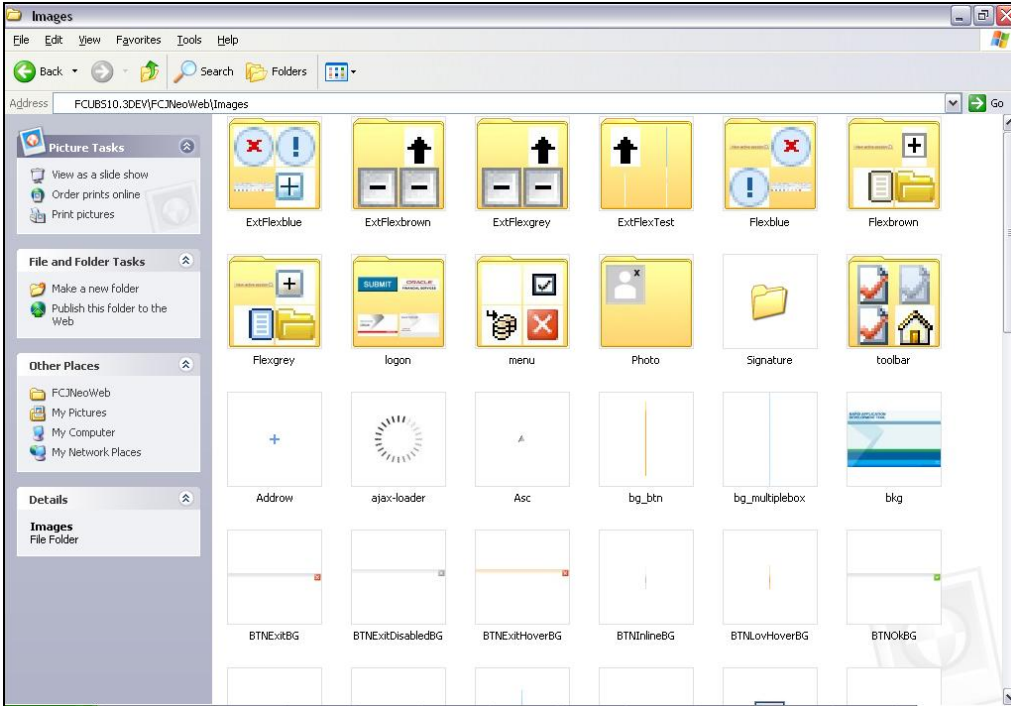 Images
File Edit View Favorites Tools Help
Back Search Folders
Address FCUBS10.3DEV\FCJNeoWeb\Images Go
Picture Tasks
View as a slide show
Order prints online
Print pictures
File and Folder Tasks
Make a new folder
Publish this folder to the
Web
Other Places
FCJNeoWeb
My Pictures
My Computer
My Network Places
Details
Images
File Folder
ExtFlexblue ExtFlexbrown ExtFlexgrey ExtFlexTest Flexblue Flexbrown
SUBMIT ORACLE
FINANCIAL SERVICES
Flexgrey logon menu Photo Signature toolbar
Addrow ajax-loader Asc bg_btn bg_multiplebox bkg
BTNExitBG BTNExitDisabledBG BTNExitHoverBG BTNInlineBG BTNLovHoverBG BTNOkBG